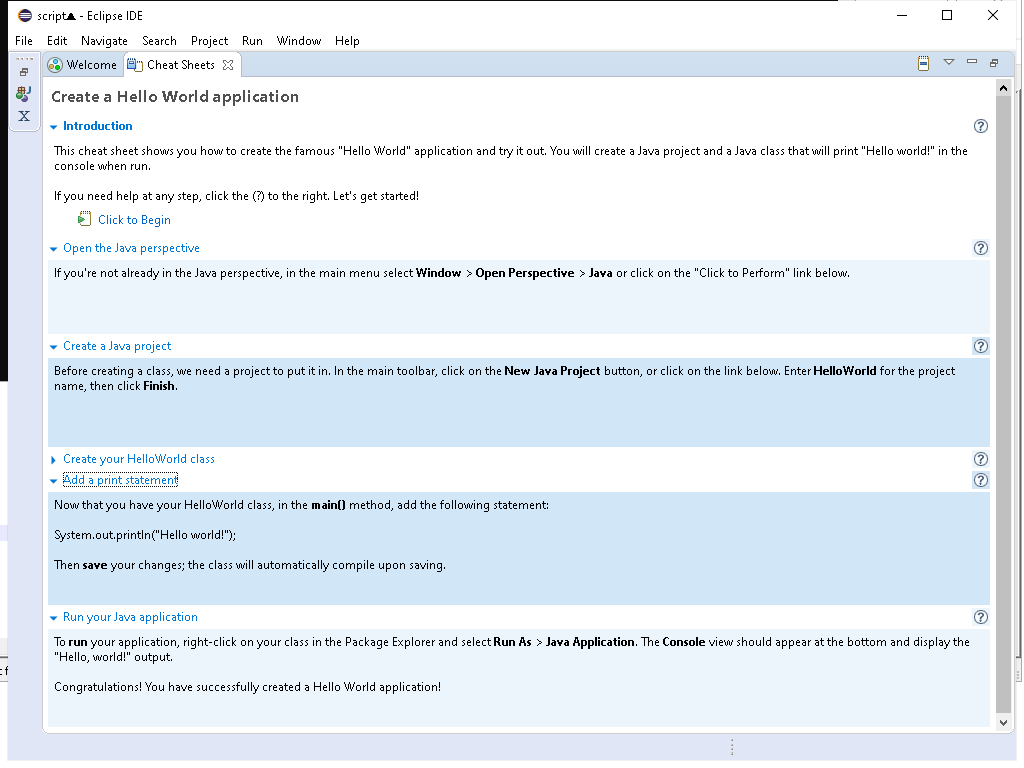 script▲ - Eclipse IDE
File Edit Navigate Search Project Run Window Help
Welcome Cheat Sheets
Create a Hello World application
Introduction
This cheat sheet shows you how to create the famous "Hello World" application and try it out. You will create a Java project and a Java class that will print "Hello world!" in the
console when run.
If you need help at any step, click the (?) to the right. Let's get started!
Click to Begin
Open the Java perspective
If you're not already in the Java perspective, in the main menu select Window > Open Perspective > Java or click on the "Click to Perform" link below.
Create a Java project
Before creating a class, we need a project to put it in. In the main toolbar, click on the New Java Project button, or click on the link below. Enter HelloWorld for the project
name, then click Finish.
Create your HelloWorld class
Add a print statement
Now that you have your HelloWorld class, in the main() method, add the following statement:
System.out.println("Hello world!");
Then save your changes; the class will automatically compile upon saving.
Run your Java application
To run your application, right-click on your class in the Package Explorer and select Run As > Java Application. The Console view should appear at the bottom and display the
"Hello, world!" output.
Congratulations! You have successfully created a Hello World application!